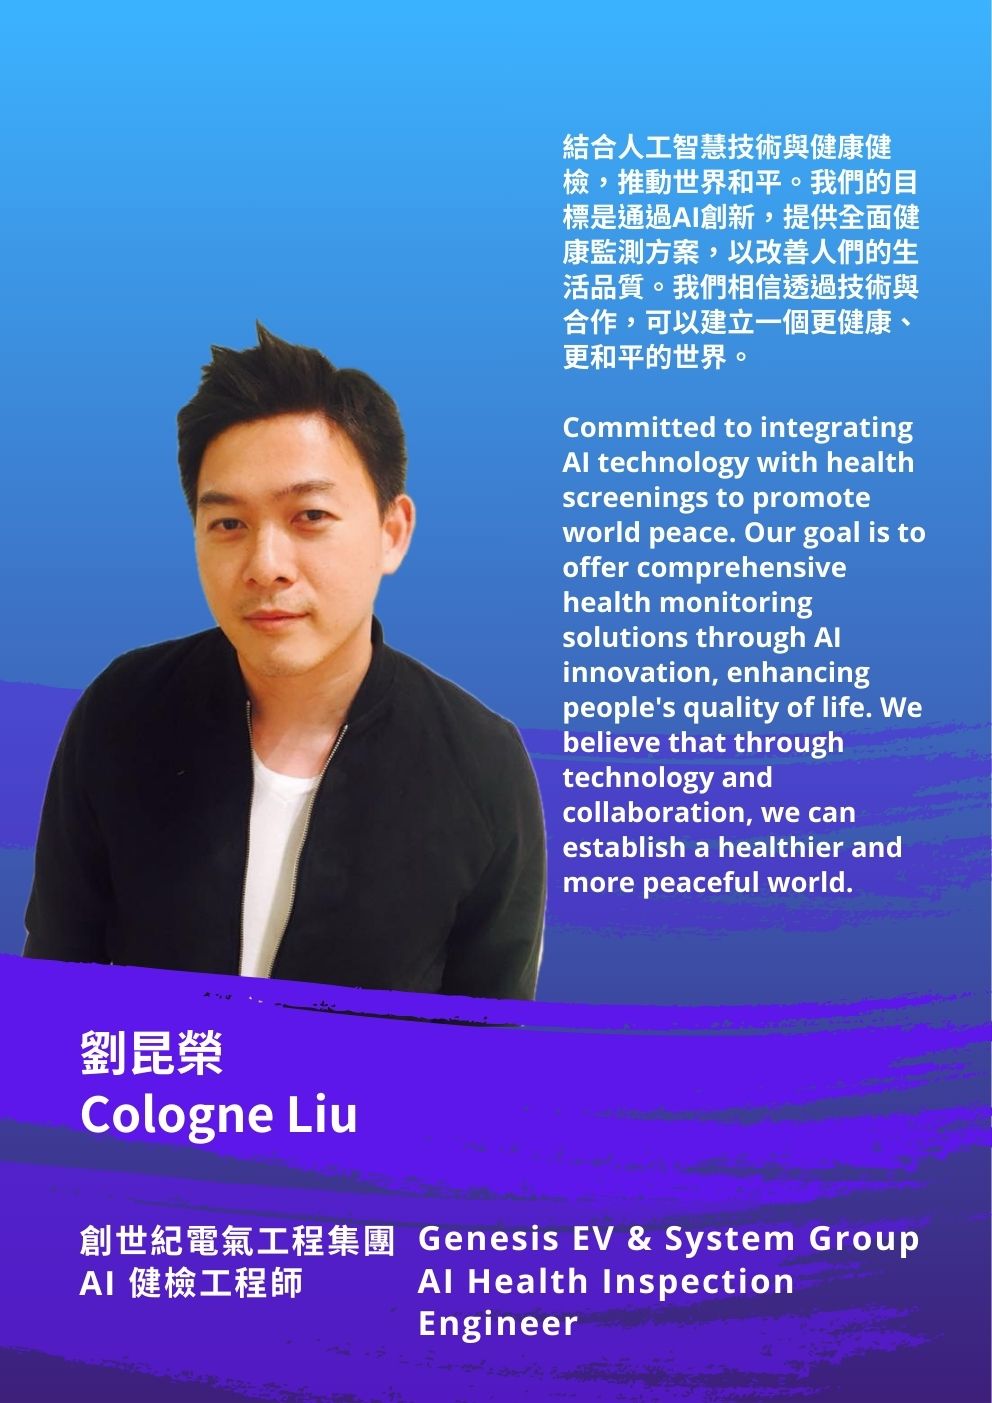 結合人工智慧技術與健康健
檢，推動世界和平。我們的目
標是通過AI創新，提供全面健
康監測方案，以改善人們的生
活品質。我們相信透過技術與
合作，可以建立一個更健康、
更和平的世界。
Committed to integrating
AI technology with health
screenings to promote
world peace. Our goal is to
offer comprehensive
health monitoring
solutions through AI
innovation, enhancing
people's quality of life. We
believe that through
technology and
collaboration, we can
establish a healthier and
more peaceful world.
劉昆榮
Cologne Liu
創世紀電氣工程集團
AI 健檢工程師
Genesis EV & System Group
AI Health Inspection
Engineer